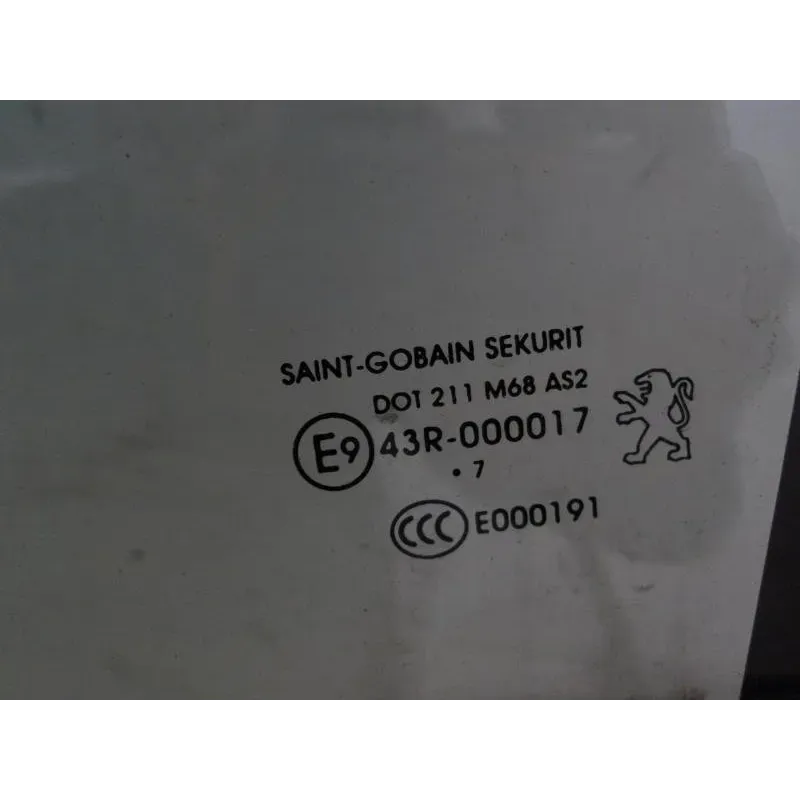 SAINT-GOBAIN SEKURIT
DOT 211 M68 AS2
E9 43R-000017
. 7
CCC E000191